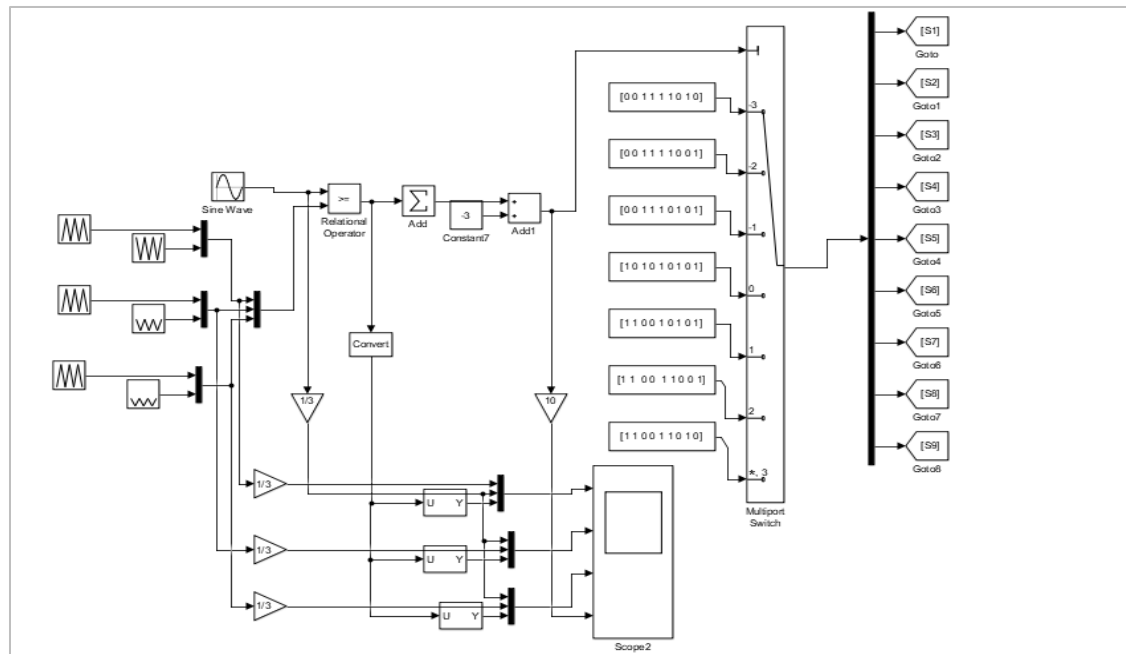 Sine Wave
>=
Relational
Operator
Σ
Add
-3
Constant7
+
+
Add1
Convert
1/3
10
1/3
1/3
1/3
U Y
U Y
U Y
Scope2
[0 0 1 1 1 1 0 1 0]
[0 0 1 1 1 1 0 0 1]
[0 0 1 1 1 0 1 0 1]
[1 0 1 0 1 0 1 0 1]
[1 1 0 0 1 0 1 0 1]
[1 1 0 0 1 1 0 0 1]
[1 1 0 0 1 1 0 1 0]
-3
-2
-1
0
1
2
*, 3
Multiport
Switch
[S1]
Goto
[S2]
Goto1
[S3]
Goto2
[S4]
Goto3
[S5]
Goto4
[S6]
Goto5
[S7]
Goto6
[S8]
Goto7
[S9]
Goto8